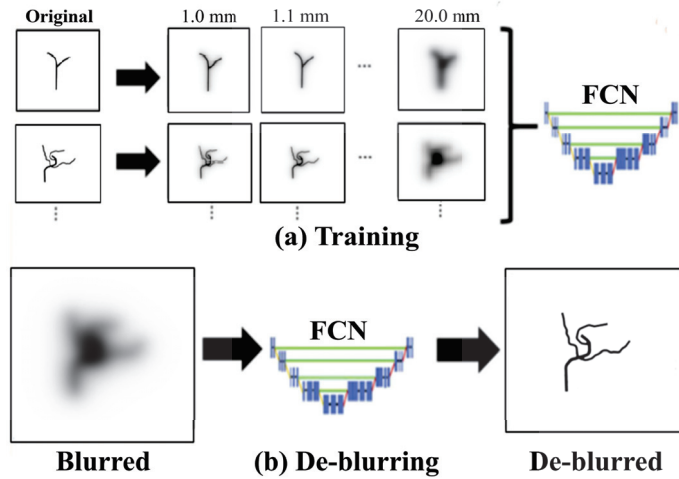 Original 1.0 mm 1.1 mm 20.0 mm
...
FCN
...
(a) Training
FCN
Blurred (b) De-blurring De-blurred